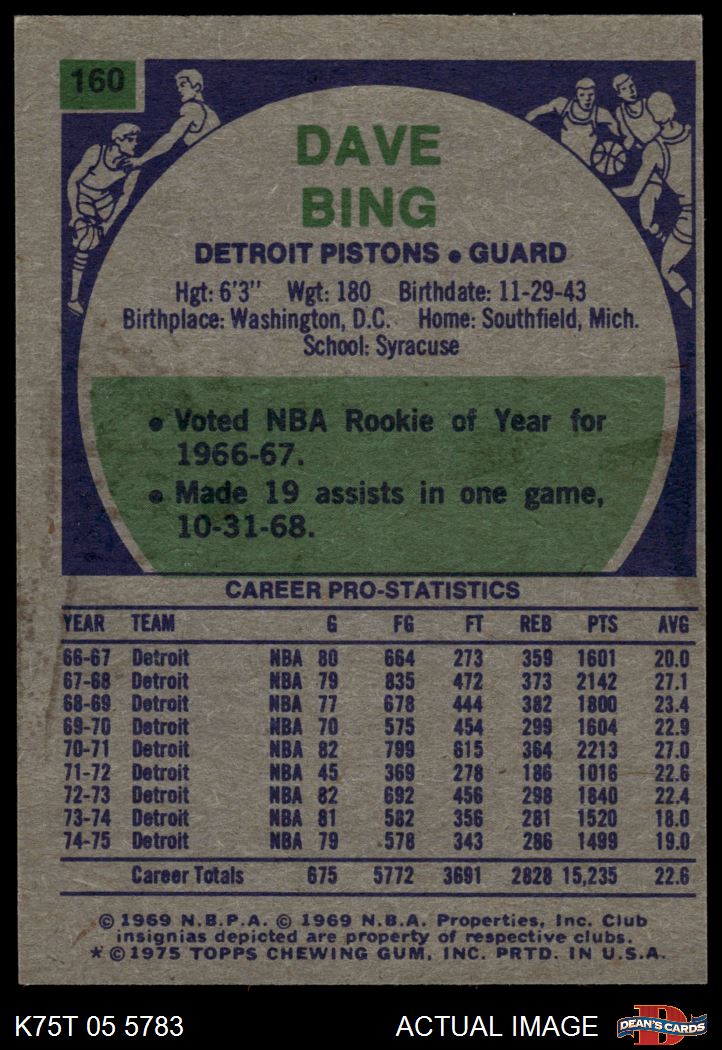 160
DAVE
BING
DETROIT PISTONS • GUARD
Hgt: 6'3" Wgt: 180 Birthdate: 11-29-43
Birthplace: Washington, D.C. Home: Southfield, Mich.
School: Syracuse
• Voted NBA Rookie of Year for
1966-67.
• Made 19 assists in one game,
10-31-68.
CAREER PRO-STATISTICS
YEAR TEAM G FG FT REB PTS AVG
66-67 Detroit NBA 80 664 273 359 1601 20.0
67-68 Detroit NBA 79 835 472 373 2142 27.1
68-69 Detroit NBA 77 678 444 382 1800 23.4
69-70 Detroit NBA 70 575 454 299 1604 22.9
70-71 Detroit NBA 82 799 615 364 2213 27.0
71-72 Detroit NBA 45 369 278 186 1016 22.6
72-73 Detroit NBA 82 692 456 298 1840 22.4
73-74 Detroit NBA 81 582 356 281 1520 18.0
74-75 Detroit NBA 79 578 343 286 1499 19.0
Career Totals 675 5772 3691 2828 15,235 22.6
© 1969 N.B.P.A. © 1969 N.B.A. Properties, Inc. Club
insignias depicted are property of respective clubs.
* © 1975 TOPPS CHEWING GUM, INC. PRTD. IN U.S.A.
K75T 05 5783 ACTUAL IMAGE D DEAN'S CARDS